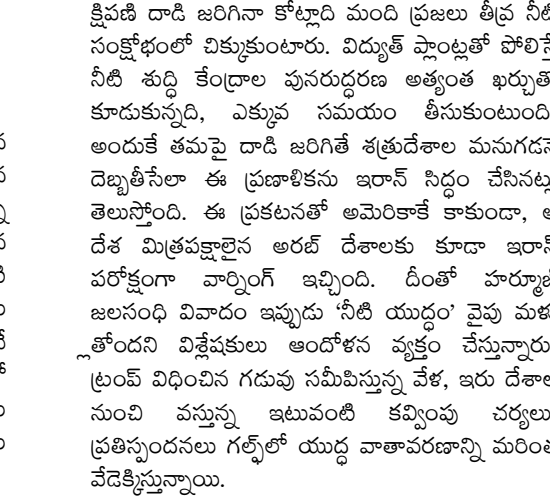 క్షిపణి దాడి జరిగినా కోట్లాది మంది ప్రజలు తీవ్ర నీటి
సంక్షోభంలో చిక్కుకుంటారు. విద్యుత్ ప్లాంట్లతో పోలిస్తే
నీటి శుద్ధి కేంద్రాల పునరుద్ధరణ అత్యంత ఖర్చుతో
కూడుకున్నది, ఎక్కువ సమయం తీసుకుంటుంది
అందుకే తమపై దాడి జరిగితే శత్రుదేశాల మనుగడనే
దెబ్బతీసేలా ఈ ప్రణాళికను ఇరాన్ సిద్ధం చేసినట్లు
తెలుస్తోంది. ఈ ప్రకటనతో అమెరికాకే కాకుండా, ఆ
దేశ మిత్రపక్షాలైన అరబ్ దేశాలకు కూడా ఇరాన్
పరోక్షంగా వార్నింగ్ ఇచ్చింది. దీంతో హర్మూజ్
జలసంధి వివాదం ఇప్పుడు ‘నీటి యుద్ధం’ వైపు మళ
్లుతోందని విశ్లేషకులు ఆందోళన వ్యక్తం చేస్తున్నారు
ట్రంప్ విధించిన గడువు సమీపిస్తున్న వేళ, ఇరు దేశాల
నుంచి వస్తున్న ఇటువంటి కవ్వింపు చర్యలు
ప్రతిస్పందనలు గల్ఫ్‌లో యుద్ధ వాతావరణాన్ని మరింత
వేడెక్కిస్తున్నాయి.